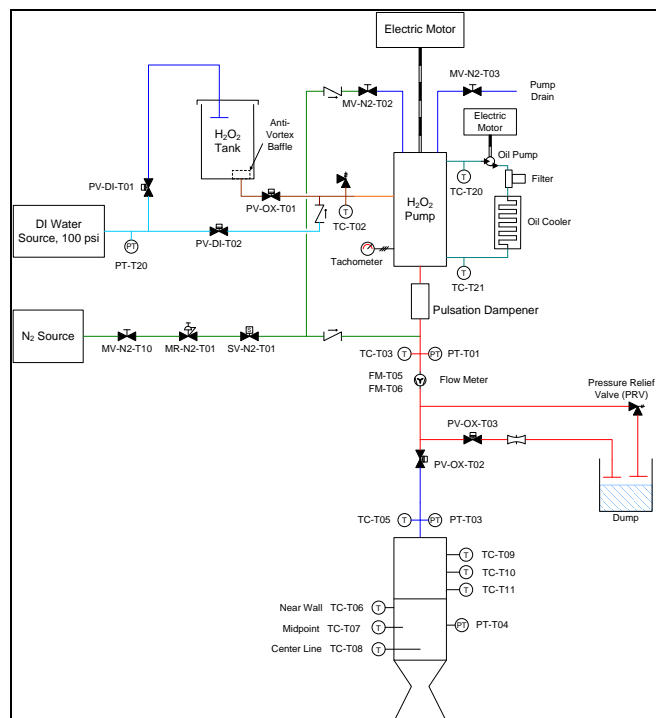 Electric Motor
MV-N2-T03
Pump
Drain
MV-N2-T02
Electric
Motor
H2O2
Tank
Anti-
Vortex
Baffle
Oil Pump
T
TC-T20
Filter
PV-DI-T01
PV-OX-T01
T
TC-T02
H2O2
Pump
Oil Cooler
DI Water
Source, 100 psi
PT
PT-T20
PV-DI-T02
Tachometer
T
TC-T21
Pulsation Dampener
N2 Source
S
MV-N2-T10
MR-N2-T01
SV-N2-T01
TC-T03
T
PT
PT-T01
FM-T05
FM-T06
Flow Meter
Pressure Relief
Valve (PRV)
PV-OX-T03
PV-OX-T02
Dump
TC-T05
T
PT
PT-T03
T
TC-T09
T
TC-T10
T
TC-T11
Near Wall TC-T06
T
Midpoint TC-T07
T
PT
PT-T04
Center Line TC-T08
T